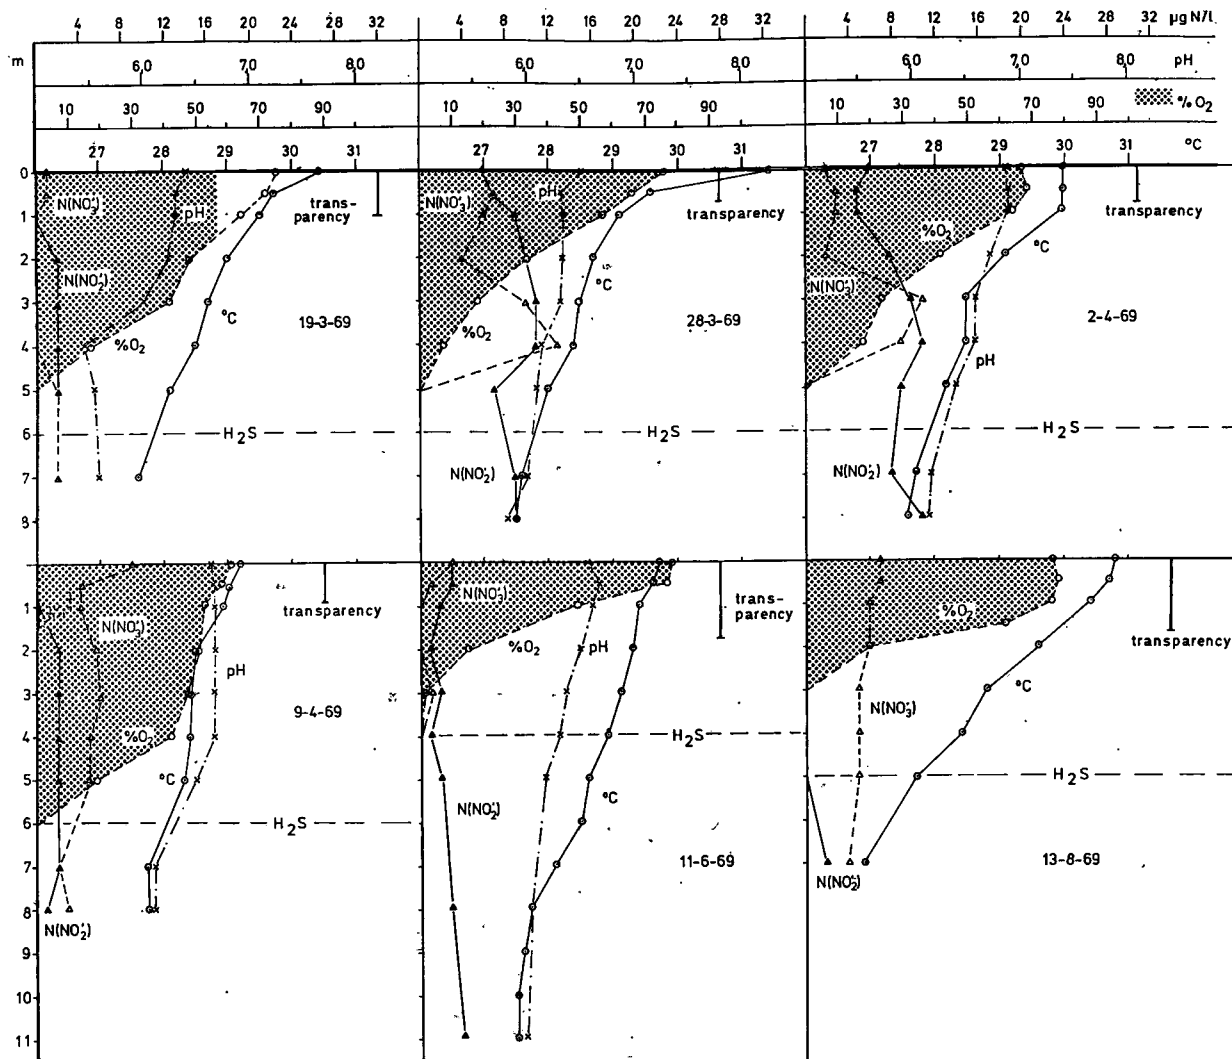 4 8 12 16 20 24 28 32 4 8 12 16 20 24 28 32 4 8 12 16 20 24 28 32 µg N/l
m 6,0 7,0 8,0 6,0 7,0 8,0 6,0 7,0 8,0 pH
10 30 50 70 90 10 30 50 70 90 10 30 50 70 90 % O2
27 28 29 30 31 27 28 29 30 31 27 28 29 30 31 °C
0
1
2
3
4
5
6
7
8
N(NO3')
pH
trans-
parency
N(NO2')
°C
19-3-69
%O2
H2S
N(NO3')
pH
transparency
°C
28-3-69
%O2
H2S
N(NO2')
transparency
%O2
°C
N(NO3')
2-4-69
pH
H2S
N(NO2')
1
2
3
4
5
6
7
8
9
10
11
transparency
N(NO3')
pH
9-4-69
%O2
°C
H2S
N(NO2')
N(NO3')
trans-
parency
%O2
pH
H2S
N(NO2')
°C
11-6-69
%O2
transparency
°C
N(NO3')
H2S
13-8-69
N(NO2')